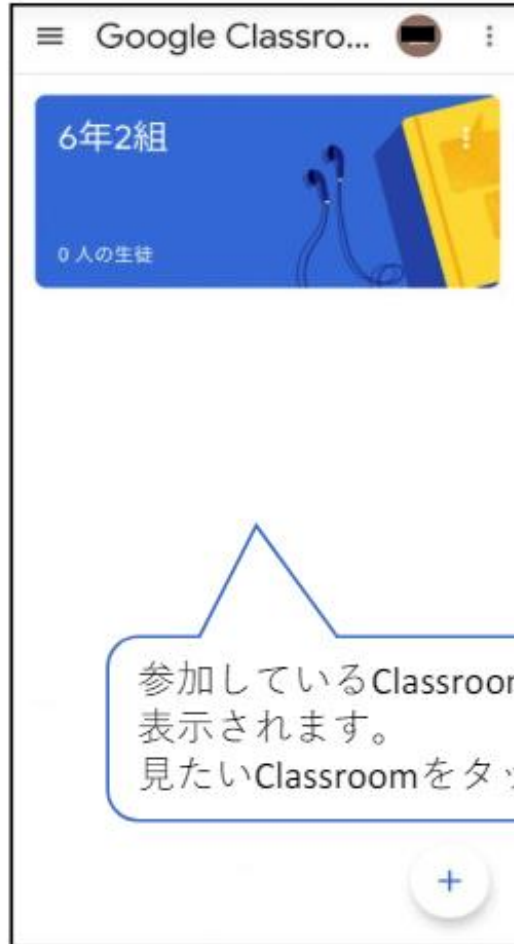 Google Classro...
6年2組
0 人の生徒
参加しているClassroo
表示されます。
見たいClassroomをタッ
+